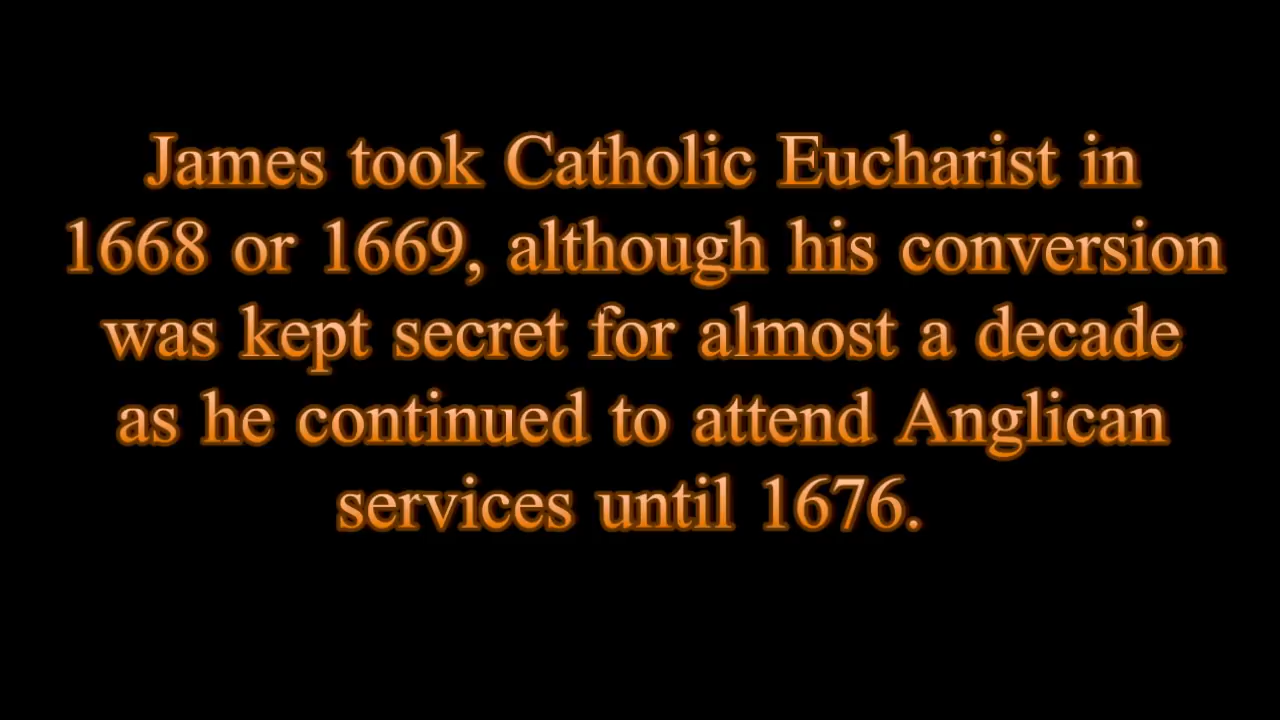 James took Catholic Eucharist in
1668 or 1669, although his conversion
was kept secret for almost a decade
as he continued to attend Anglican
services until 1676.